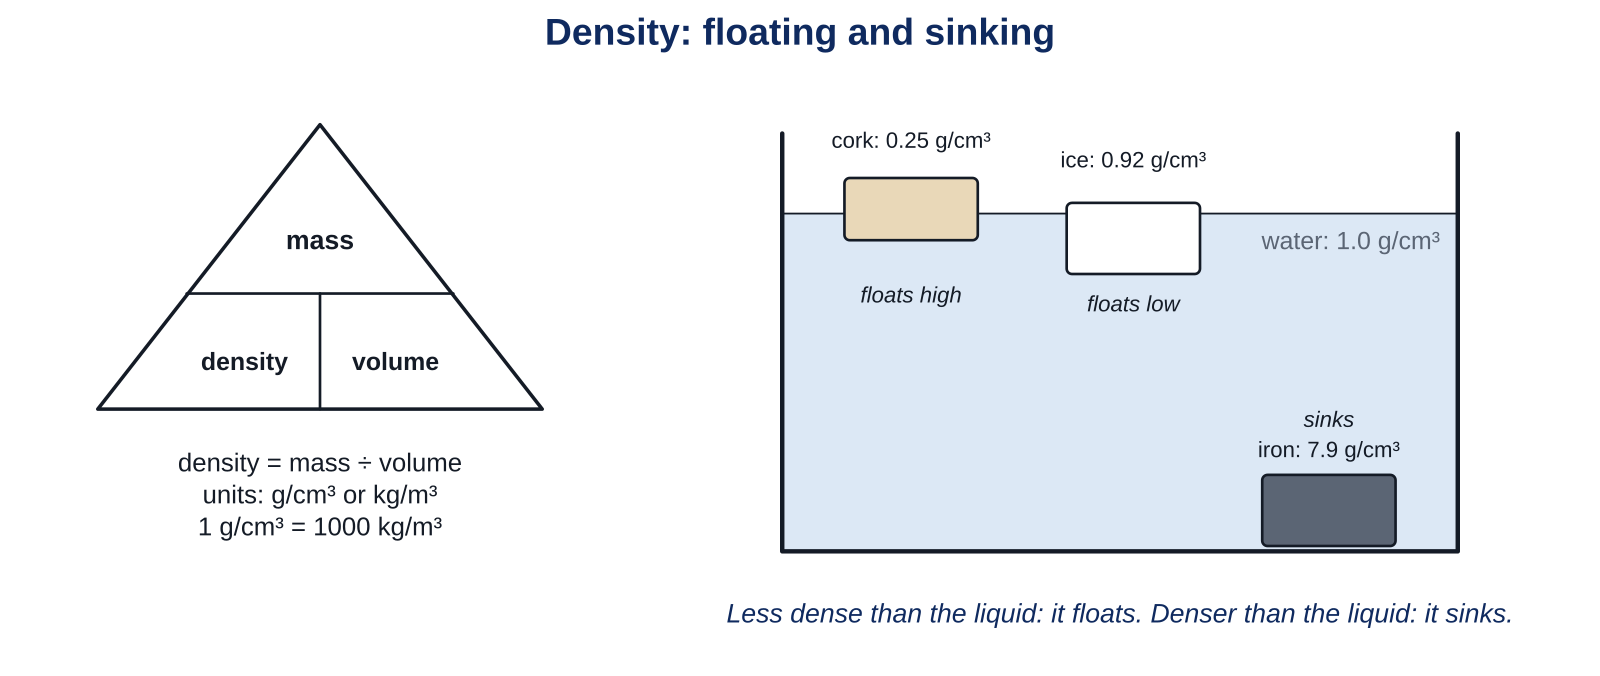 Density: floating and sinking
mass
density
volume
density = mass ÷ volume
units: g/cm³ or kg/m³
1 g/cm³ = 1000 kg/m³
cork: 0.25 g/cm³
ice: 0.92 g/cm³
water: 1.0 g/cm³
floats high
floats low
sinks
iron: 7.9 g/cm³
Less dense than the liquid: it floats. Denser than the liquid: it sinks.